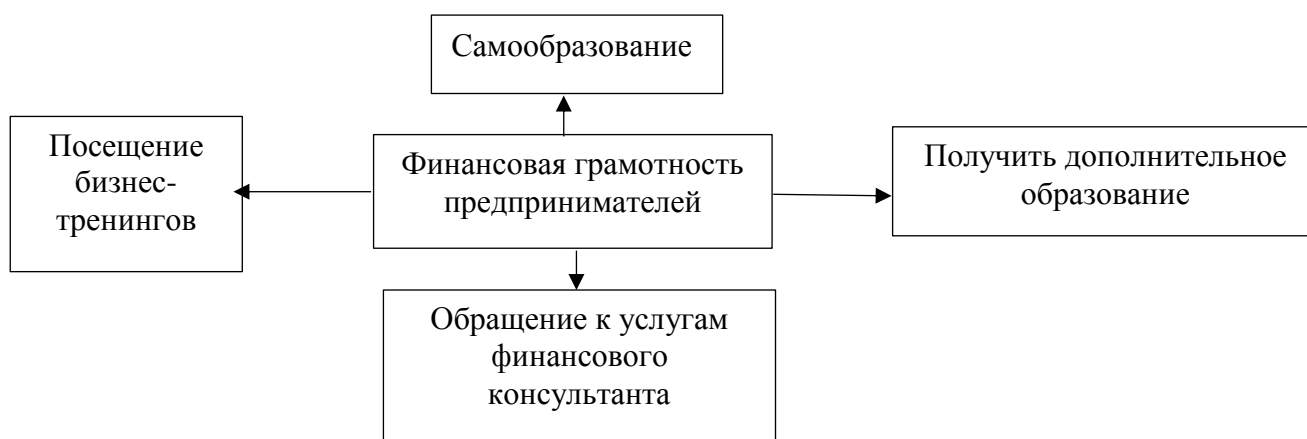 Самообразование
Посещение
бизнес-
тренингов
Финансовая грамотность
предпринимателей
Получить дополнительное
образование
Обращение к услугам
финансового
консультанта